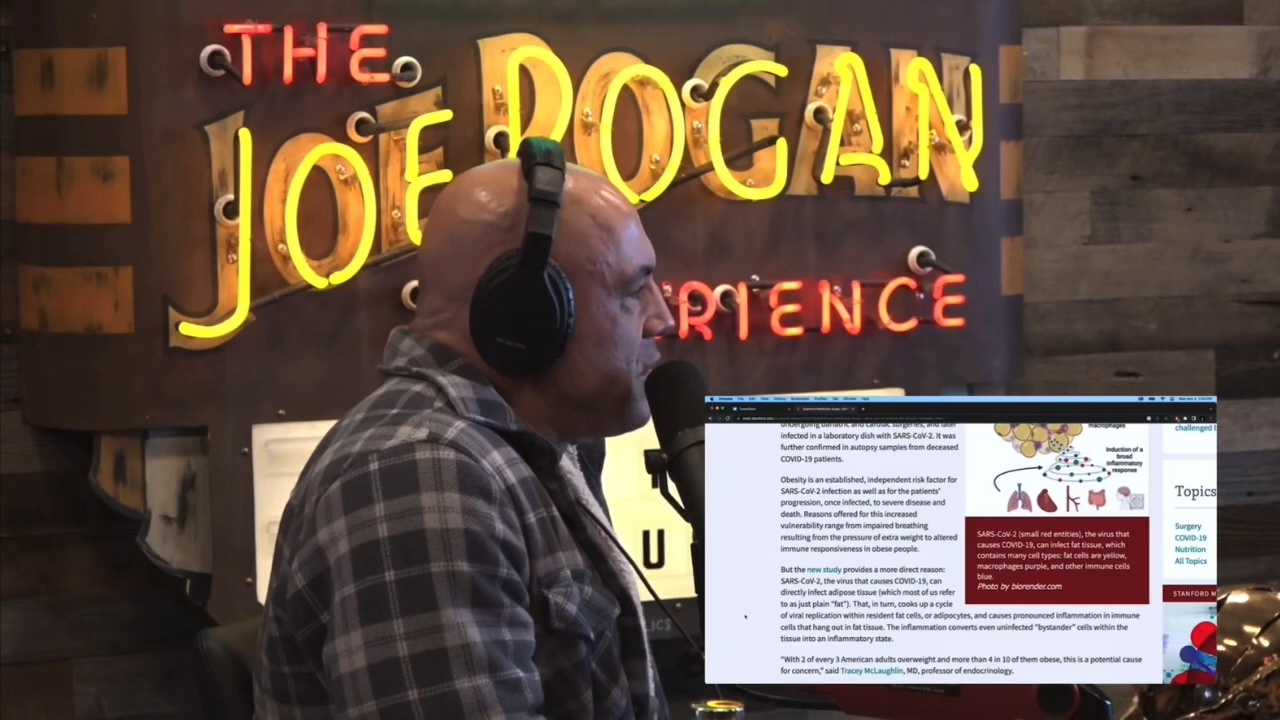 THE
JOE ROGAN
RIENCE
U
undergoing bariatric and cardiac surgeries, and later
infected in a laboratory dish with SARS-CoV-2. It was
further confirmed in autopsy samples from deceased
COVID-19 patients.
Obesity is an established, independent risk factor for
SARS-CoV-2 infection as well as for the patients'
progression, once infected, to severe disease and
death. Reasons offered for this increased
vulnerability range from impaired breathing
resulting from the pressure of extra weight to altered
immune responsiveness in obese people.
But the new study provides a more direct reason:
SARS-CoV-2, the virus that causes COVID-19, can
directly infect adipose tissue (which most of us refer
to as just plain "fat"). That, in turn, cooks up a cycle
of viral replication within resident fat cells, or adipocytes, and causes pronounced inflammation in immune
cells that hang out in fat tissue. The inflammation converts even uninfected "bystander" cells within the
tissue into an inflammatory state.
"With 2 of every 3 American adults overweight and more than 4 in 10 of them obese, this is a potential cause
for concern," said Tracey McLaughlin, MD, professor of endocrinology.
macrophages
Induction of a
broad
inflammatory
response
SARS-CoV-2 (small red entities), the virus that
causes COVID-19, can infect fat tissue, which
contains many cell types: fat cells are yellow,
macrophages purple, and other immune cells
blue.
Photo by biorender.com
challenged b
Topics
Surgery
COVID-19
Nutrition
All Topics
STANFORD M